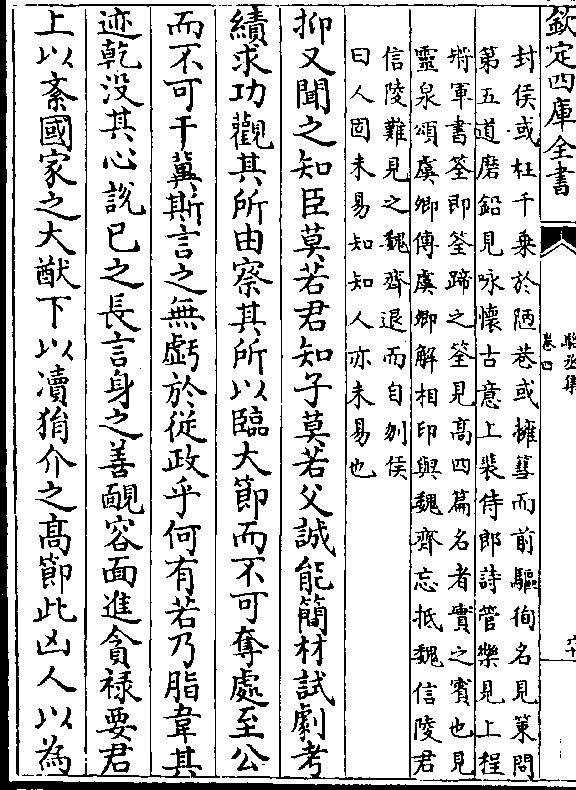 欽定四庫全書
駱丞集
卷四
封侯或杜千乗於陋巷或擁篲而前驅徇名見策問
第五道磨鉛見咏懐古意上裴侍郎詩管樂見上程
將軍書荃即筌蹄之筌見髙四篇名者實之賓也見
靈泉頌虞卿傳虞卿解相印與魏齊忘抵魏信陵君
信陵難見之魏齊退而自刎侯
曰人固未易知知人亦未易也
抑又聞之知臣莫若君知子莫若父誠能簡材試劇考
績求功觀其所由察其所以臨大節而不可奪處至公
而不可干冀斯言之無虧於從政乎何有若乃脂韋其
迹乾没其心說已之長言身之善靦容面進貪禄要君
上以紊國家之大猷下以凟狷介之髙節此凶人以為